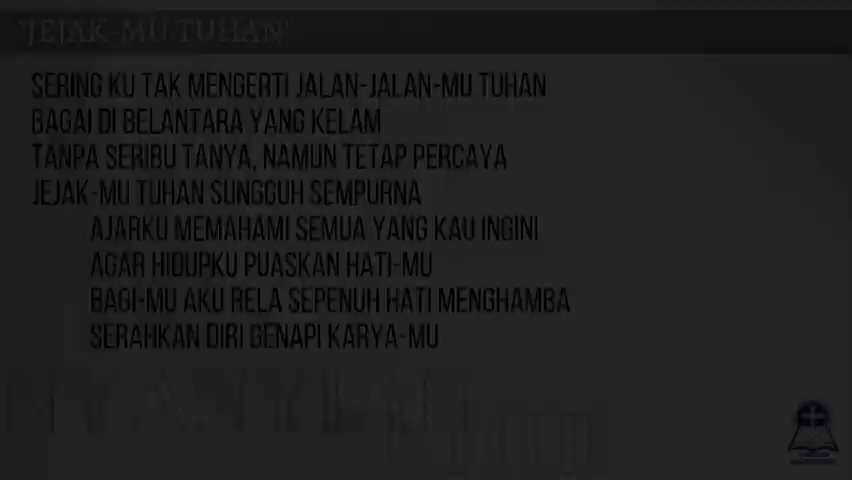 "JEJAK-MU TUHAN"
SERING KU TAK MENGERTI JALAN-JALAN-MU TUHAN
BAGAI DI BELANTARA YANG KELAM
TANPA SERIBU TANYA, NAMUN TETAP PERCAYA
JEJAK-MU TUHAN SUNGGUH SEMPURNA
AJARKU MEMAHAMI SEMUA YANG KAU INGINI
AGAR HIDUPKU PUASKAN HATI-MU
BAGI-MU AKU RELA SEPENUH HATI MENGHAMBA
SERAHKAN DIRI GENAPI KARYA-MU
NYANYIAN